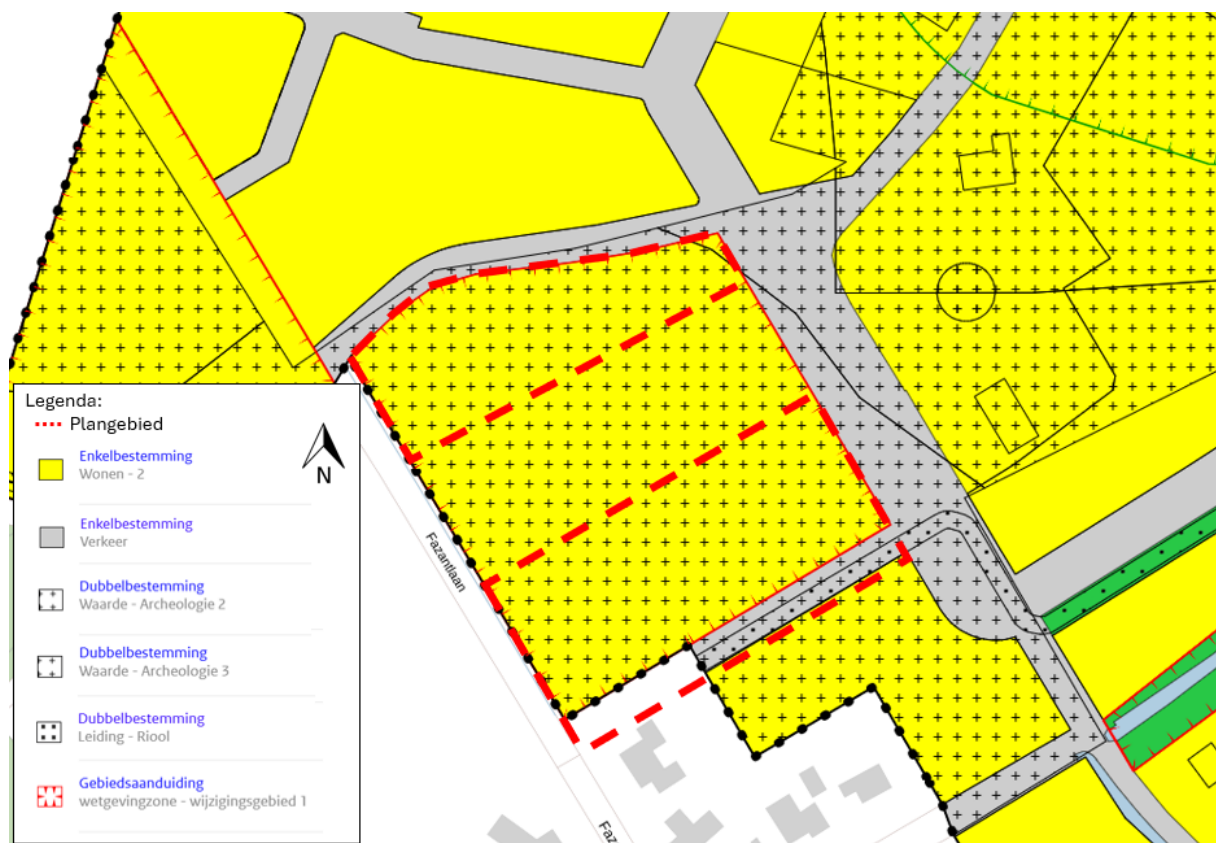 Legenda:
Plangebied
Enkelbestemming
Wonen - 2
N
Enkelbestemming
Verkeer
Dubbelbestemming
Waarde - Archeologie 2
Dubbelbestemming
Waarde - Archeologie 3
Dubbelbestemming
Leiding - Riool
Gebiedsaanduiding
wetgevingzone - wijzigingsgebied 1
Fazantlaan
Faz